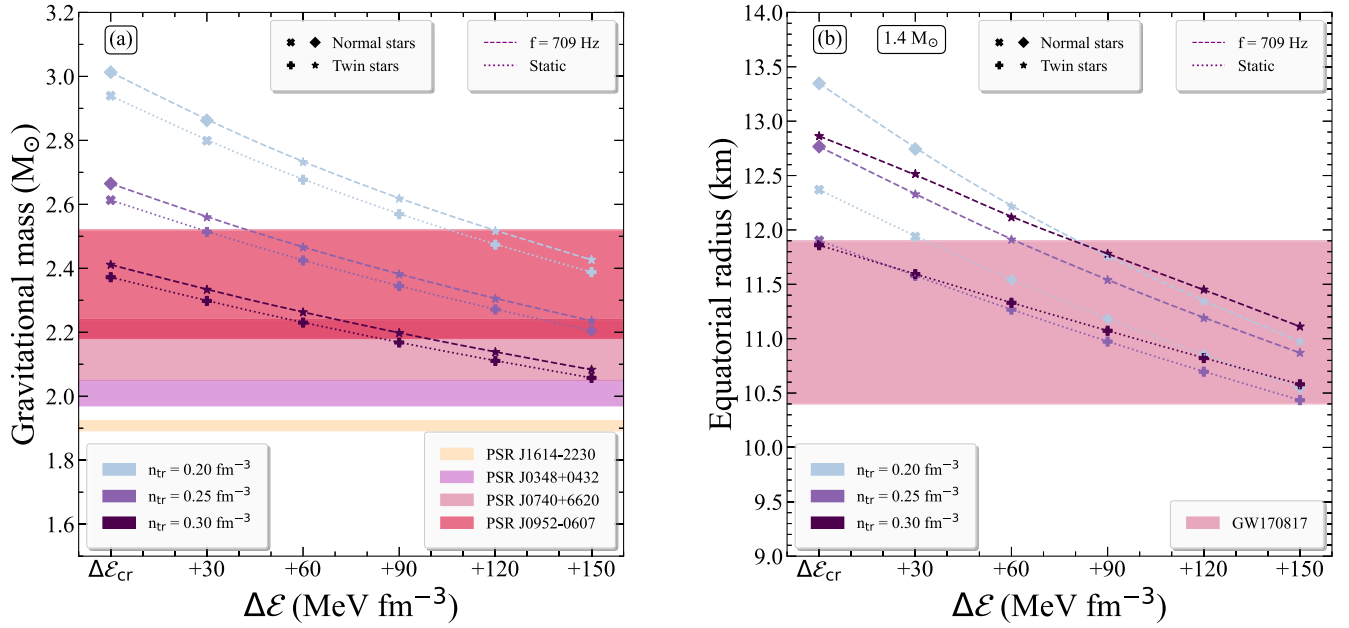 (a)
Normal stars
Twin stars
f = 709 Hz
Static
Gravitational mass (M⊙)
3.2
3.0
2.8
2.6
2.4
2.2
2.0
1.8
1.6
nₜᵣ = 0.20 fm⁻³
nₜᵣ = 0.25 fm⁻³
nₜᵣ = 0.30 fm⁻³
PSR J1614-2230
PSR J0348+0432
PSR J0740+6620
PSR J0952-0607
Δℰcr +30 +60 +90 +120 +150
Δℰ (MeV fm⁻³)
(b)
1.4 M⊙
Normal stars
Twin stars
f = 709 Hz
Static
Equatorial radius (km)
14.0
13.5
13.0
12.5
12.0
11.5
11.0
10.5
10.0
9.5
9.0
nₜᵣ = 0.20 fm⁻³
nₜᵣ = 0.25 fm⁻³
nₜᵣ = 0.30 fm⁻³
GW170817
Δℰcr +30 +60 +90 +120 +150
Δℰ (MeV fm⁻³)